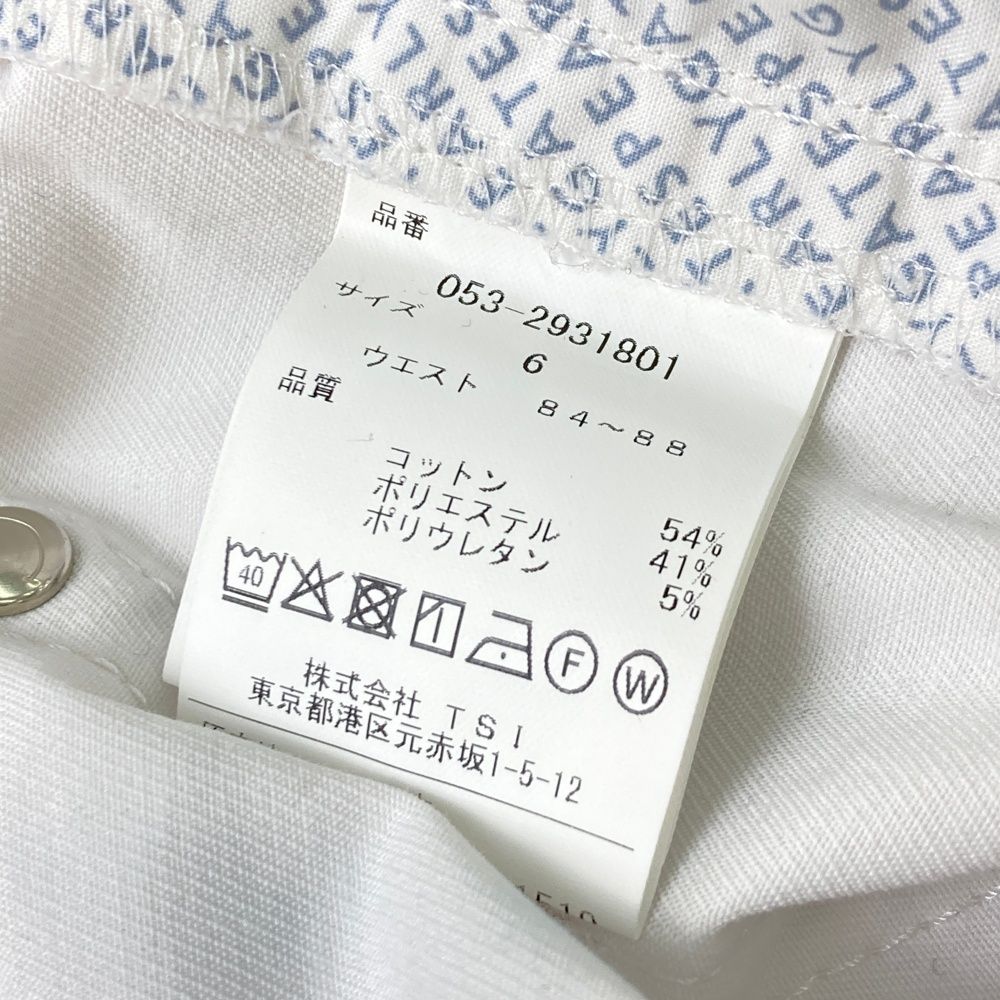 品番
053-2931801
サイズ 6
ウエスト 84～88
品質
コットン 54%
ポリエステル 41%
ポリウレタン 5%
40
F W
株式会社 TSI
東京都港区元赤坂1-5-12